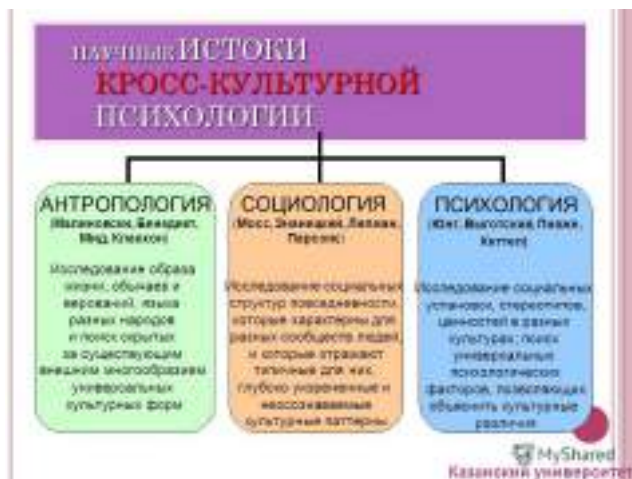 НАУЧНЫЕ ИСТОКИ
КРОСС-КУЛЬТУРНОЙ
ПСИХОЛОГИИ
АНТРОПОЛОГИЯ
(Малиновски, Бенедикт,
Мид, Клакхон)
Исследование образа
жизни, обычаев и
верований, языка
разных народов
и поиск скрытых
за существующим
внешним многообразием
универсальных
культурных форм
СОЦИОЛОГИЯ
(Мосс, Знанецкий,
Парсонс)
Исследование социальных
структур повседневности,
которые характерны для
разных сообществ людей,
и которые отражают
типичные для них
глубоко укорененные и
неосознаваемые
культурные паттерны
ПСИХОЛОГИЯ
(Юнг, Выготский, Пиаже,
Кеттел)
Исследование социальных
установок, стереотипов,
ценностей в разных
культурах; поиск
универсальных
психологических
факторов, позволяющих
объяснить культурные
различия
MyShared
Казанский университет